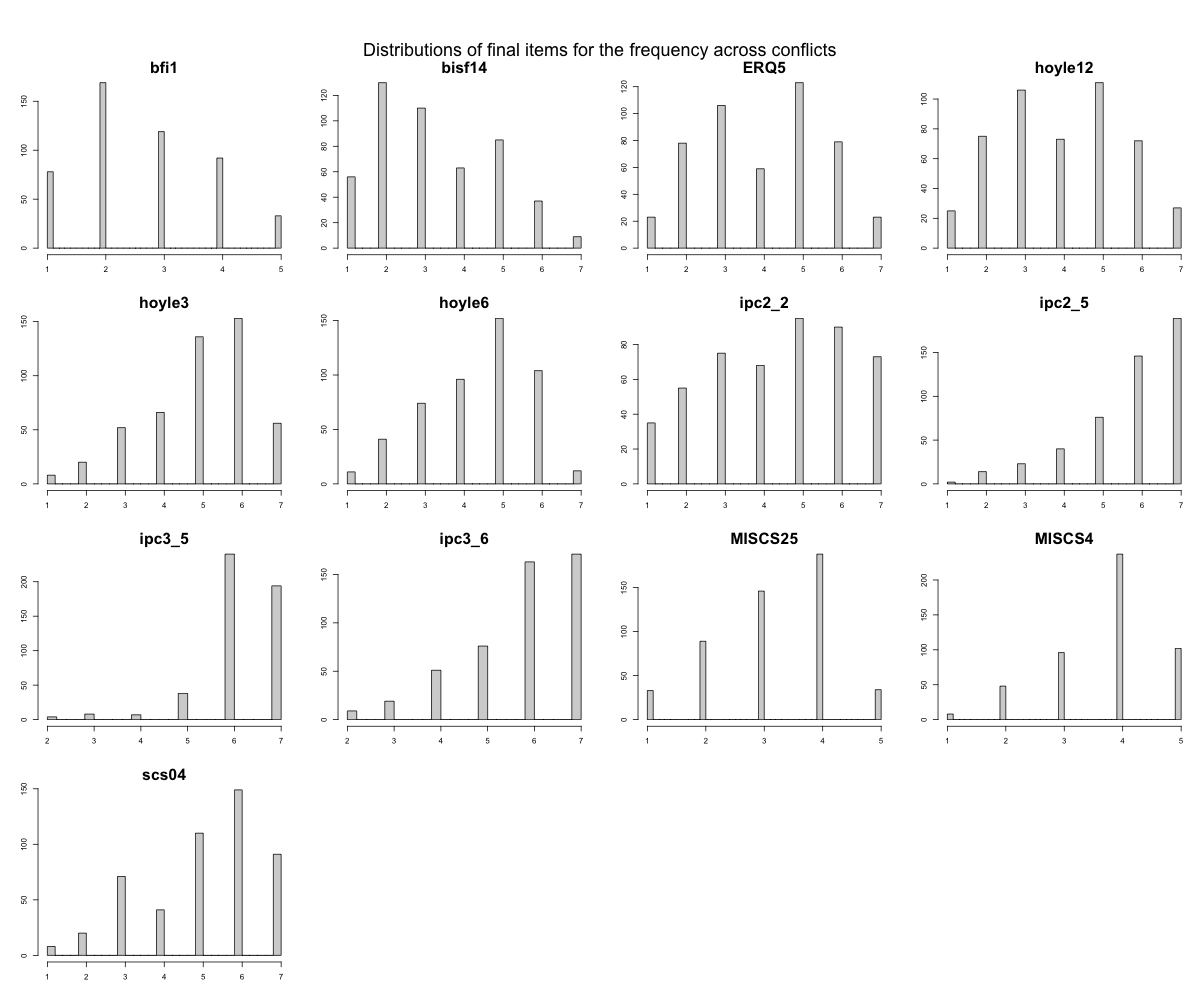 Distributions of final items for the frequency across conflicts
bfi1 bisf14 ERQ5 hoyle12
0 50 100 150
1 2 3 4 5
0 20 40 60 80 100 120
1 2 3 4 5 6 7
0 20 40 60 80 100 120
1 2 3 4 5 6 7
0 20 40 60 80 100
1 2 3 4 5 6 7
hoyle3 hoyle6 ipc2_2 ipc2_5
0 50 100 150
1 2 3 4 5 6 7
0 50 100 150
1 2 3 4 5 6 7
0 20 40 60 80
1 2 3 4 5 6 7
0 50 100 150
1 2 3 4 5 6 7
ipc3_5 ipc3_6 MISCS25 MISCS4
0 50 100 150 200
2 3 4 5 6 7
0 50 100 150
2 3 4 5 6 7
0 50 100 150
1 2 3 4 5
0 50 100 150 200
1 2 3 4 5
scs04
0 50 100 150
1 2 3 4 5 6 7